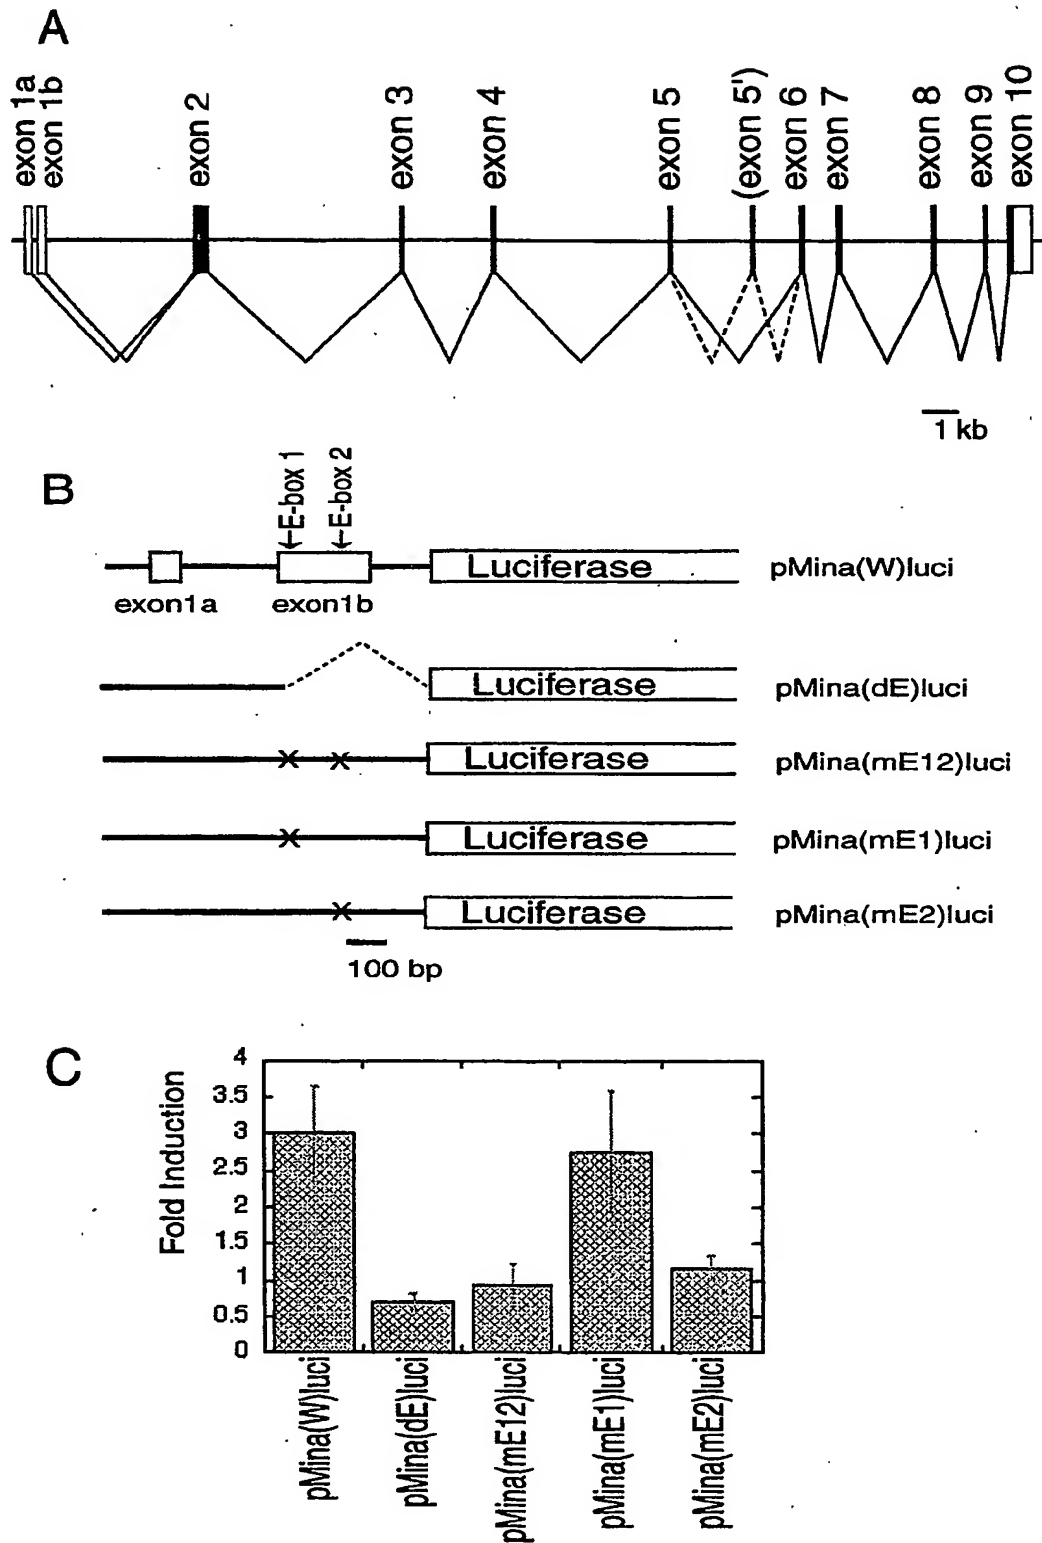 A
exon 1a
exon 1b
exon 2
exon 3
exon 4
exon 5
(exon 5')
exon 6
exon 7
exon 8
exon 9
exon 10
1 kb
B
E-box 1
E-box 2
Luciferase
pMina(W)luci
exon1a
exon1b
Luciferase
pMina(dE)luci
Luciferase
pMina(mE12)luci
Luciferase
pMina(mE1)luci
Luciferase
pMina(mE2)luci
100 bp
C
Fold Induction
4
3.5
3
2.5
2
1.5
1
0.5
0
pMina(W)luci
pMina(dE)luci
pMina(mE12)luci
pMina(mE1)luci
pMina(mE2)luci